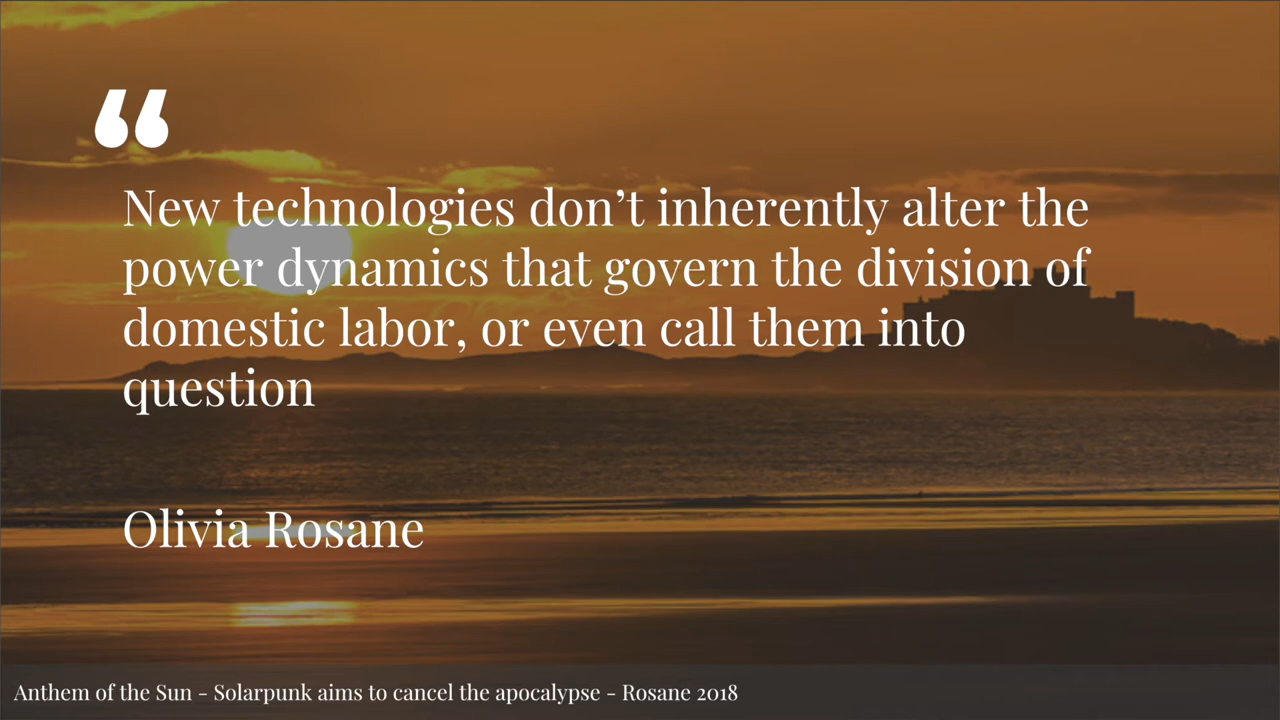 “
New technologies don’t inherently alter the
power dynamics that govern the division of
domestic labor, or even call them into
question
Olivia Rosane
Anthem of the Sun - Solarpunk aims to cancel the apocalypse - Rosane 2018